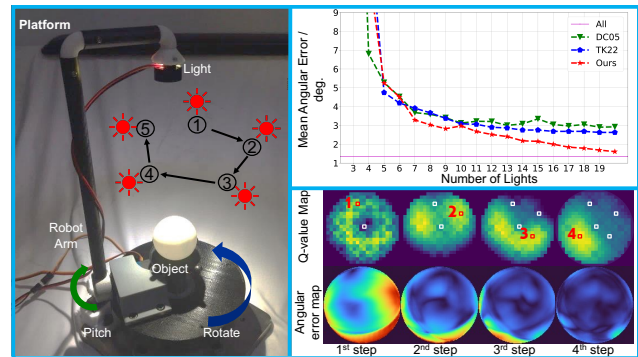 Platform
Light
1
2
3
4
5
Robot
Arm
Object
Pitch
Rotate
Mean Angular Error /
deg.
9
8
7
6
5
4
3
2
1
3 4 5 6 7 8 9 10 11 12 13 14 15 16 17 18 19
Number of Lights
All
DC05
TK22
Ours
Q-value Map
1
2
3
4
Angular
error map
1st step
2nd step
3rd step
4th step